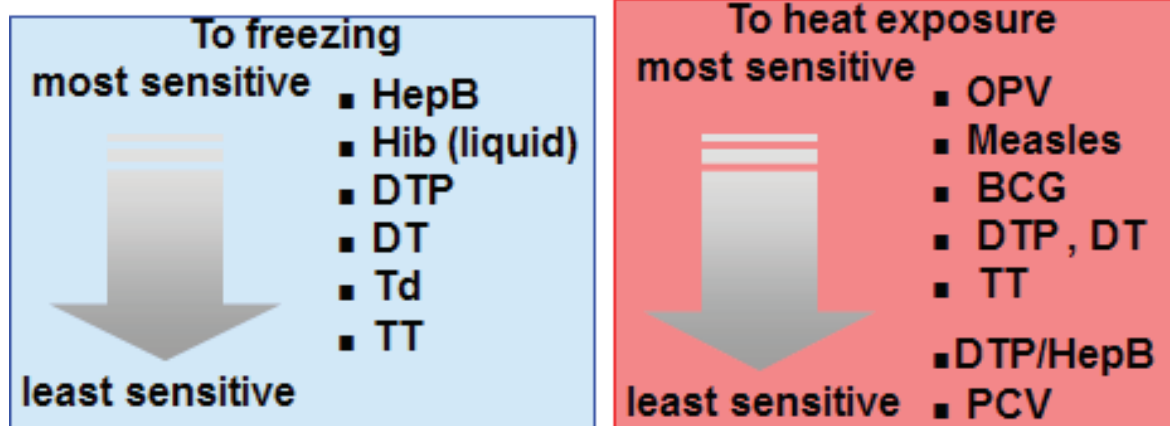 To freezing
most sensitive
■ HepB
■ Hib (liquid)
■ DTP
■ DT
■ Td
■ TT
least sensitive
To heat exposure
most sensitive
■ OPV
■ Measles
■ BCG
■ DTP , DT
■ TT
■DTP/HepB
least sensitive
■ PCV